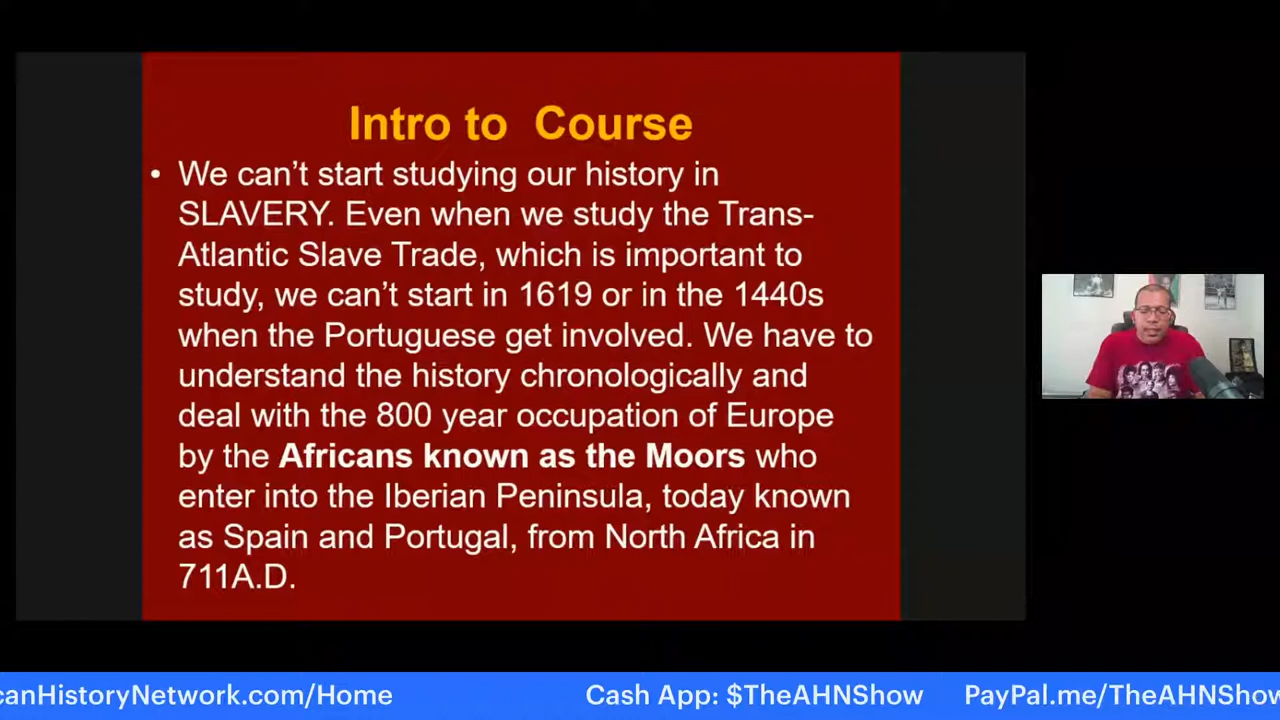 Intro to Course
• We can't start studying our history in
SLAVERY. Even when we study the Trans-
Atlantic Slave Trade, which is important to
study, we can't start in 1619 or in the 1440s
when the Portuguese get involved. We have to
understand the history chronologically and
deal with the 800 year occupation of Europe
by the Africans known as the Moors who
enter into the Iberian Peninsula, today known
as Spain and Portugal, from North Africa in
711A.D.
canHistoryNetwork.com/Home Cash App: $TheAHNShow PayPal.me/TheAHNShow